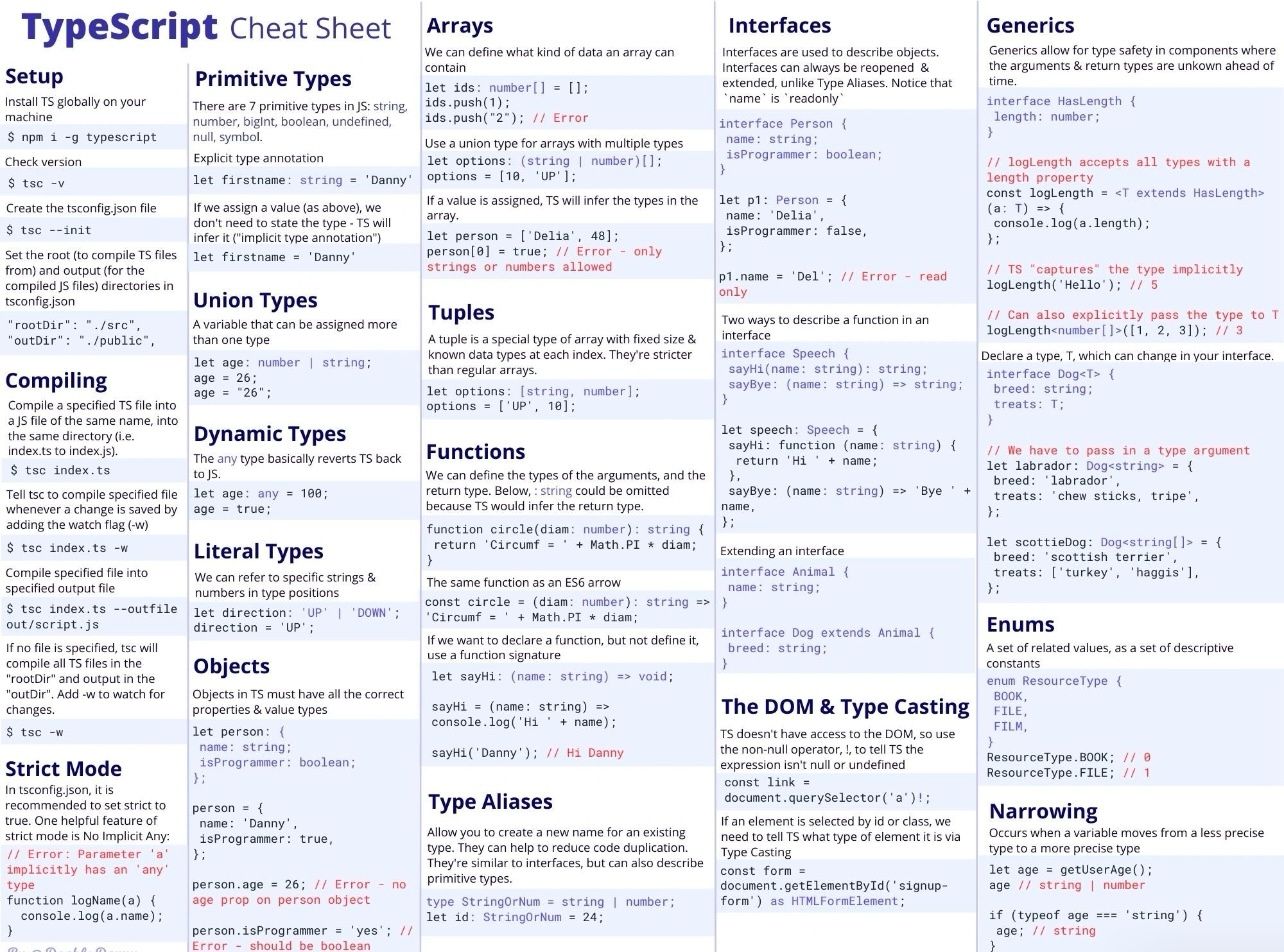 TypeScript Cheat Sheet
Setup
Install TS globally on your
machine
$ npm i -g typescript
Check version
$ tsc -v
Create the tsconfig.json file
$ tsc --init
Set the root (to compile TS files
from) and output (for the
compiled JS files) directories in
tsconfig.json
"rootDir": "./src",
"outDir": "./public",
Compiling
Compile a specified TS file into
a JS file of the same name, into
the same directory (i.e.
index.ts to index.js).
$ tsc index.ts
Tell tsc to compile specified file
whenever a change is saved by
adding the watch flag (-w)
$ tsc index.ts -w
Compile specified file into
specified output file
$ tsc index.ts --outfile
out/script.js
If no file is specified, tsc will
compile all TS files in the
"rootDir" and output in the
"outDir". Add -w to watch for
changes.
$ tsc -w
Strict Mode
In tsconfig.json, it is
recommended to set strict to
true. One helpful feature of
strict mode is No Implicit Any:
// Error: Parameter 'a'
implicitly has an 'any'
type
function logName(a) {
console.log(a.name);
}
Primitive Types
There are 7 primitive types in JS: string,
number, bigInt, boolean, undefined,
null, symbol.
Explicit type annotation
let firstname: string = 'Danny'
If we assign a value (as above), we
don't need to state the type - TS will
infer it ("implicit type annotation")
let firstname = 'Danny'
Union Types
A variable that can be assigned more
than one type
let age: number | string;
age = 26;
age = "26";
Dynamic Types
The any type basically reverts TS back
to JS.
let age: any = 100;
age = true;
Literal Types
We can refer to specific strings &
numbers in type positions
let direction: 'UP' | 'DOWN';
direction = 'UP';
Objects
Objects in TS must have all the correct
properties & value types
let person: {
name: string;
isProgrammer: boolean;
};
person = {
name: 'Danny',
isProgrammer: true,
};
person.age = 26; // Error - no
age prop on person object
person.isProgrammer = 'yes'; //
Error - should be boolean
Arrays
We can define what kind of data an array can
contain
let ids: number[] = [];
ids.push(1);
ids.push("2"); // Error
Use a union type for arrays with multiple types
let options: (string | number)[];
options = [10, 'UP'];
If a value is assigned, TS will infer the types in the
array.
let person = ['Delia', 48];
person[0] = true; // Error - only
strings or numbers allowed
Tuples
A tuple is a special type of array with fixed size &
known data types at each index. They're stricter
than regular arrays.
let options: [string, number];
options = ['UP', 10];
Functions
We can define the types of the arguments, and the
return type. Below, : string could be omitted
because TS would infer the return type.
function circle(diam: number): string {
return 'Circumf = ' + Math.PI * diam;
}
The same function as an ES6 arrow
const circle = (diam: number): string =>
'Circumf = ' + Math.PI * diam;
If we want to declare a function, but not define it,
use a function signature
let sayHi: (name: string) => void;
sayHi = (name: string) =>
console.log('Hi ' + name);
sayHi('Danny'); // Hi Danny
Type Aliases
Allow you to create a new name for an existing
type. They can help to reduce code duplication.
They're similar to interfaces, but can also describe
primitive types.
type StringOrNum = string | number;
let id: StringOrNum = 24;
Interfaces
Interfaces are used to describe objects.
Interfaces can always be reopened &
extended, unlike Type Aliases. Notice that
`name` is `readonly`
interface Person {
name: string;
isProgrammer: boolean;
}
let p1: Person = {
name: 'Delia',
isProgrammer: false,
};
p1.name = 'Del'; // Error - read
only
Two ways to describe a function in an
interface
interface Speech {
sayHi(name: string): string;
sayBye: (name: string) => string;
}
let speech: Speech = {
sayHi: function (name: string) {
return 'Hi ' + name;
},
sayBye: (name: string) => 'Bye ' +
name,
};
Extending an interface
interface Animal {
name: string;
}
interface Dog extends Animal {
breed: string;
}
The DOM & Type Casting
TS doesn't have access to the DOM, so use
the non-null operator, !, to tell TS the
expression isn't null or undefined
const link =
document.querySelector('a')!;
If an element is selected by id or class, we
need to tell TS what type of element it is via
Type Casting
const form =
document.getElementById('signup-
form') as HTMLFormElement;
Generics
Generics allow for type safety in components where
the arguments & return types are unkown ahead of
time.
interface HasLength {
length: number;
}
// logLength accepts all types with a
length property
const logLength = <T extends HasLength>
(a: T) => {
console.log(a.length);
};
// TS "captures" the type implicitly
logLength('Hello'); // 5
// Can also explicitly pass the type to T
logLength<number[]>([1, 2, 3]); // 3
Declare a type, T, which can change in your interface.
interface Dog<T> {
breed: string;
treats: T;
}
// We have to pass in a type argument
let labrador: Dog<string> = {
breed: 'labrador',
treats: 'chew sticks, tripe',
};
let scottieDog: Dog<string[]> = {
breed: 'scottish terrier',
treats: ['turkey', 'haggis'],
};
Enums
A set of related values, as a set of descriptive
constants
enum ResourceType {
BOOK,
FILE,
FILM,
}
ResourceType.BOOK; // 0
ResourceType.FILE; // 1
Narrowing
Occurs when a variable moves from a less precise
type to a more precise type
let age = getUserAge();
age // string | number
if (typeof age === 'string') {
age; // string
}